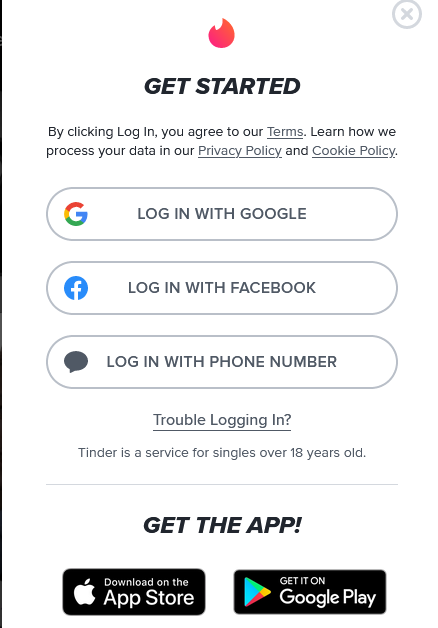 GET STARTED
By clicking Log In, you agree to our Terms. Learn how we
process your data in our Privacy Policy and Cookie Policy.
LOG IN WITH GOOGLE
LOG IN WITH FACEBOOK
LOG IN WITH PHONE NUMBER
Trouble Logging In?
Tinder is a service for singles over 18 years old.
GET THE APP!
Download on the
App Store
GET IT ON
Google Play